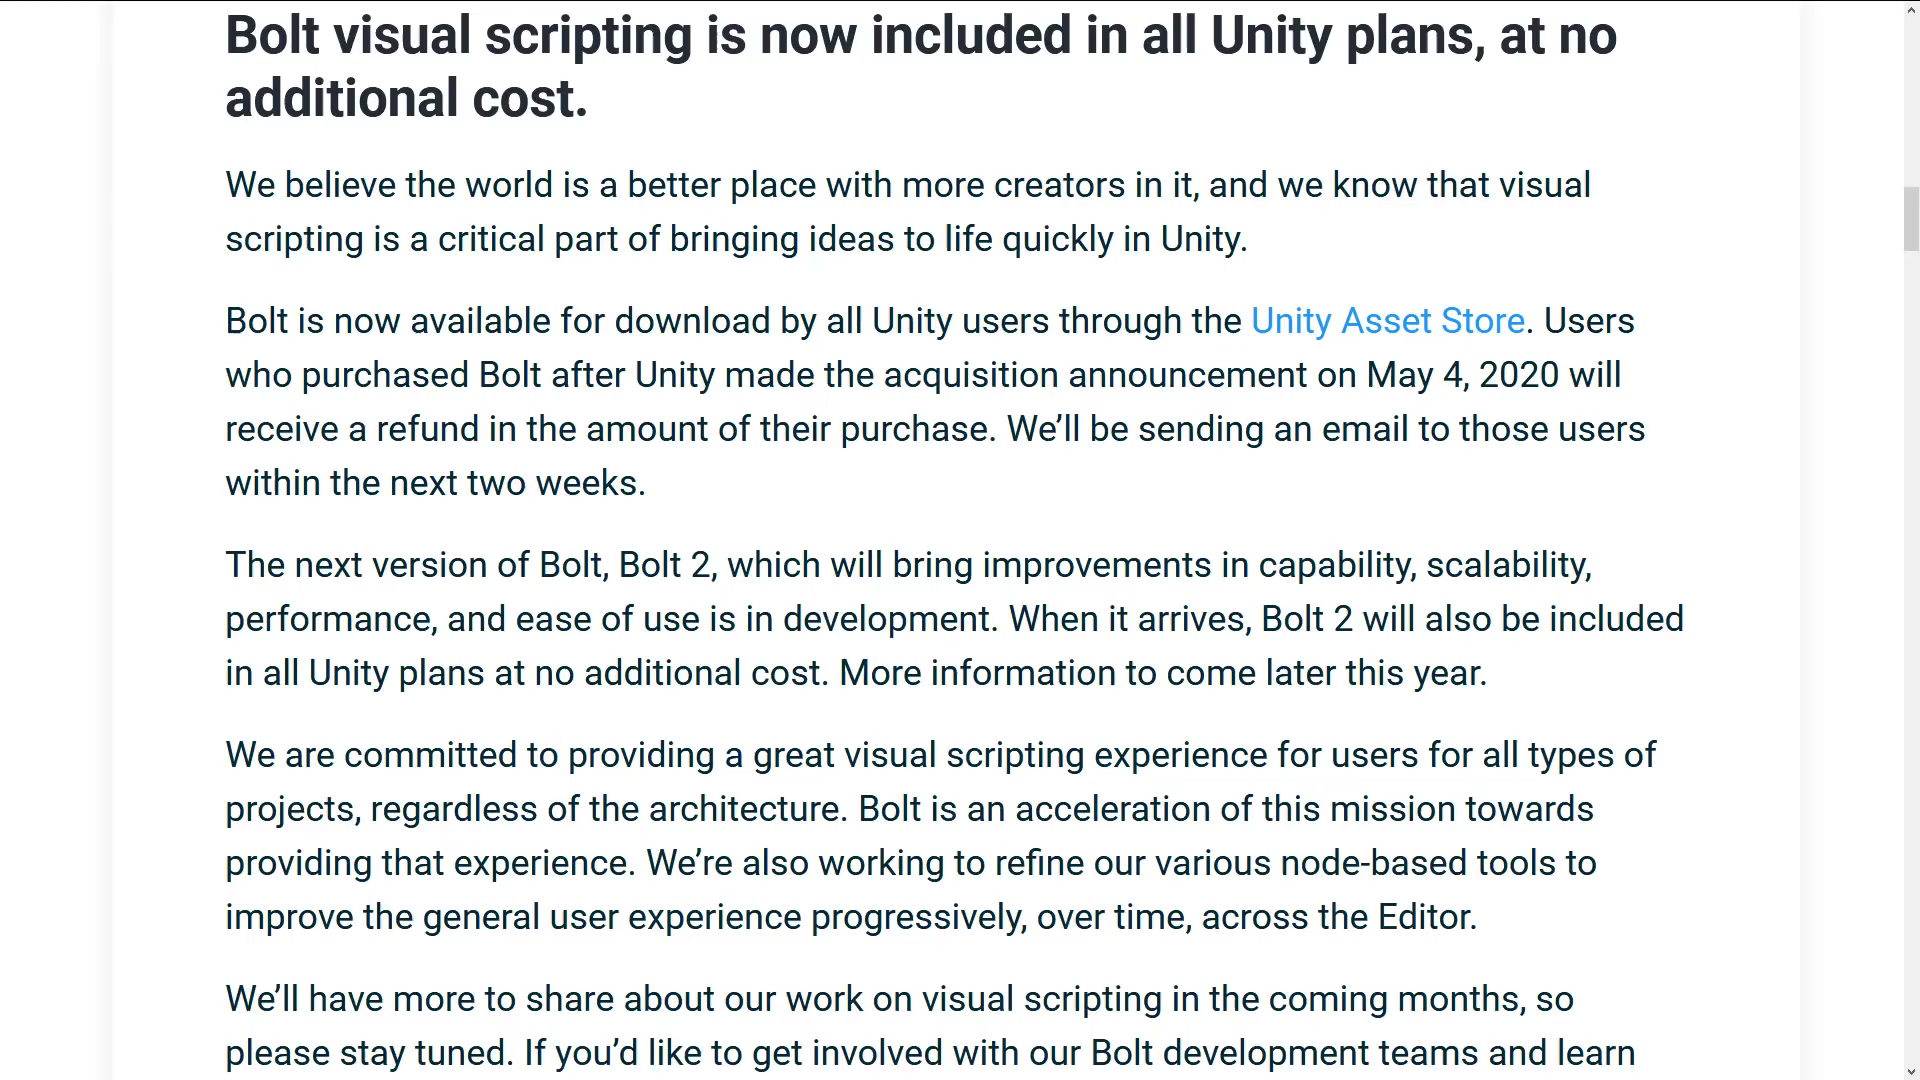 Bolt visual scripting is now included in all Unity plans, at no
additional cost.
We believe the world is a better place with more creators in it, and we know that visual
scripting is a critical part of bringing ideas to life quickly in Unity.
Bolt is now available for download by all Unity users through the Unity Asset Store. Users
who purchased Bolt after Unity made the acquisition announcement on May 4, 2020 will
receive a refund in the amount of their purchase. We’ll be sending an email to those users
within the next two weeks.
The next version of Bolt, Bolt 2, which will bring improvements in capability, scalability,
performance, and ease of use is in development. When it arrives, Bolt 2 will also be included
in all Unity plans at no additional cost. More information to come later this year.
We are committed to providing a great visual scripting experience for users for all types of
projects, regardless of the architecture. Bolt is an acceleration of this mission towards
providing that experience. We’re also working to refine our various node-based tools to
improve the general user experience progressively, over time, across the Editor.
We’ll have more to share about our work on visual scripting in the coming months, so
please stay tuned. If you’d like to get involved with our Bolt development teams and learn